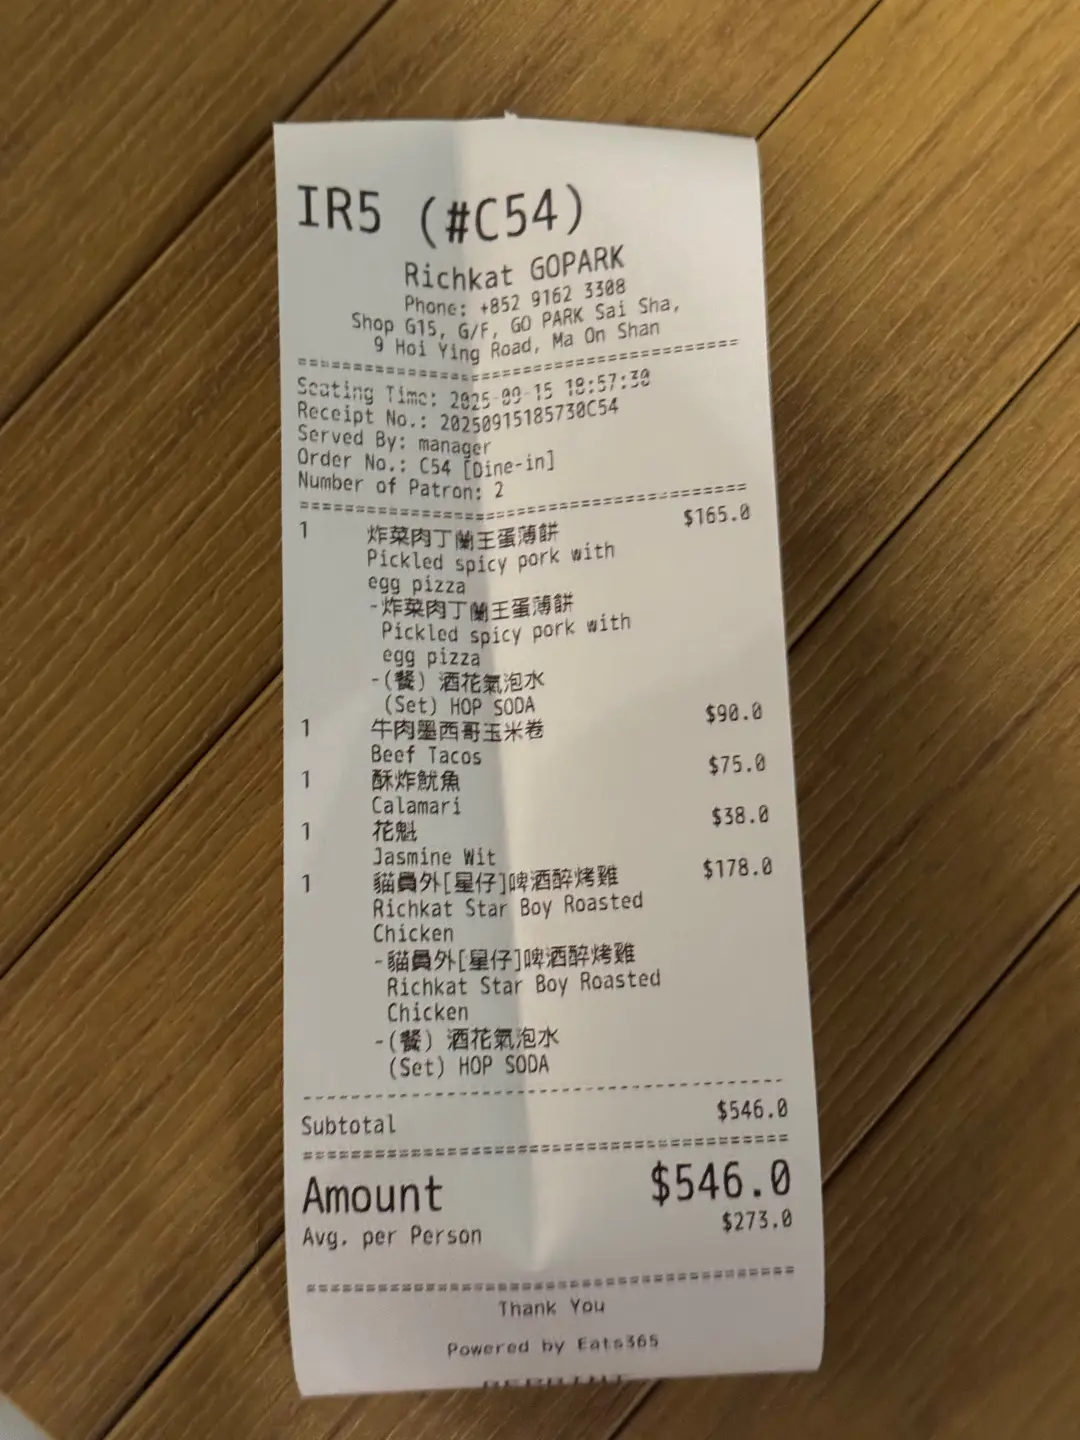 IR5 (#C54)
Richkat GOPARK
Phone: +852 9162 3308
Shop G15, G/F, GO PARK Sai Sha,
9 Hoi Ying Road, Ma On Shan
Seating Time: 2025-09-15 18:57:30
Receipt No.: 20250915185730C54
Served By: manager
Order No.: C54 [Dine-in]
Number of Patron: 2
1 炸菜肉丁蘭王蛋薄餅 $165.0
Pickled spicy pork with
egg pizza
-炸菜肉丁蘭王蛋薄餅
Pickled spicy pork with
egg pizza
-(餐) 酒花氣泡水
(Set) HOP SODA
1 牛肉墨西哥玉米卷 $90.0
Beef Tacos
1 酥炸魷魚 $75.0
Calamari
1 花魁 $38.0
Jasmine Wit
1 貓員外[星仔]啤酒醉烤雞 $178.0
Richkat Star Boy Roasted
Chicken
-貓員外[星仔]啤酒醉烤雞
Richkat Star Boy Roasted
Chicken
-(餐) 酒花氣泡水
(Set) HOP SODA
Subtotal $546.0
Amount $546.0
Avg. per Person $273.0
Thank You
Powered by Eats365